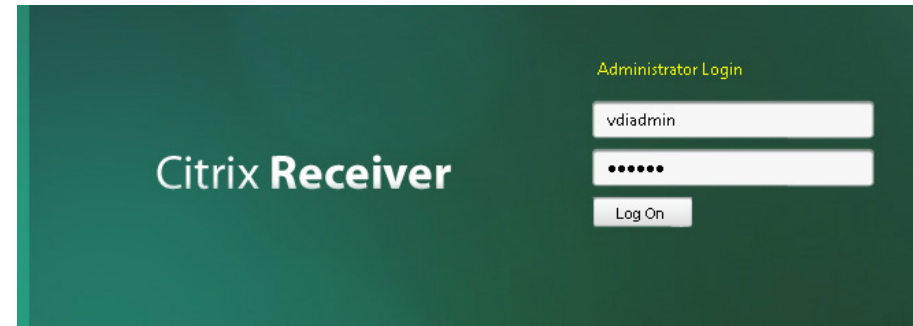 Administrator Login
vdiadmin
••••••
Citrix Receiver
Log On